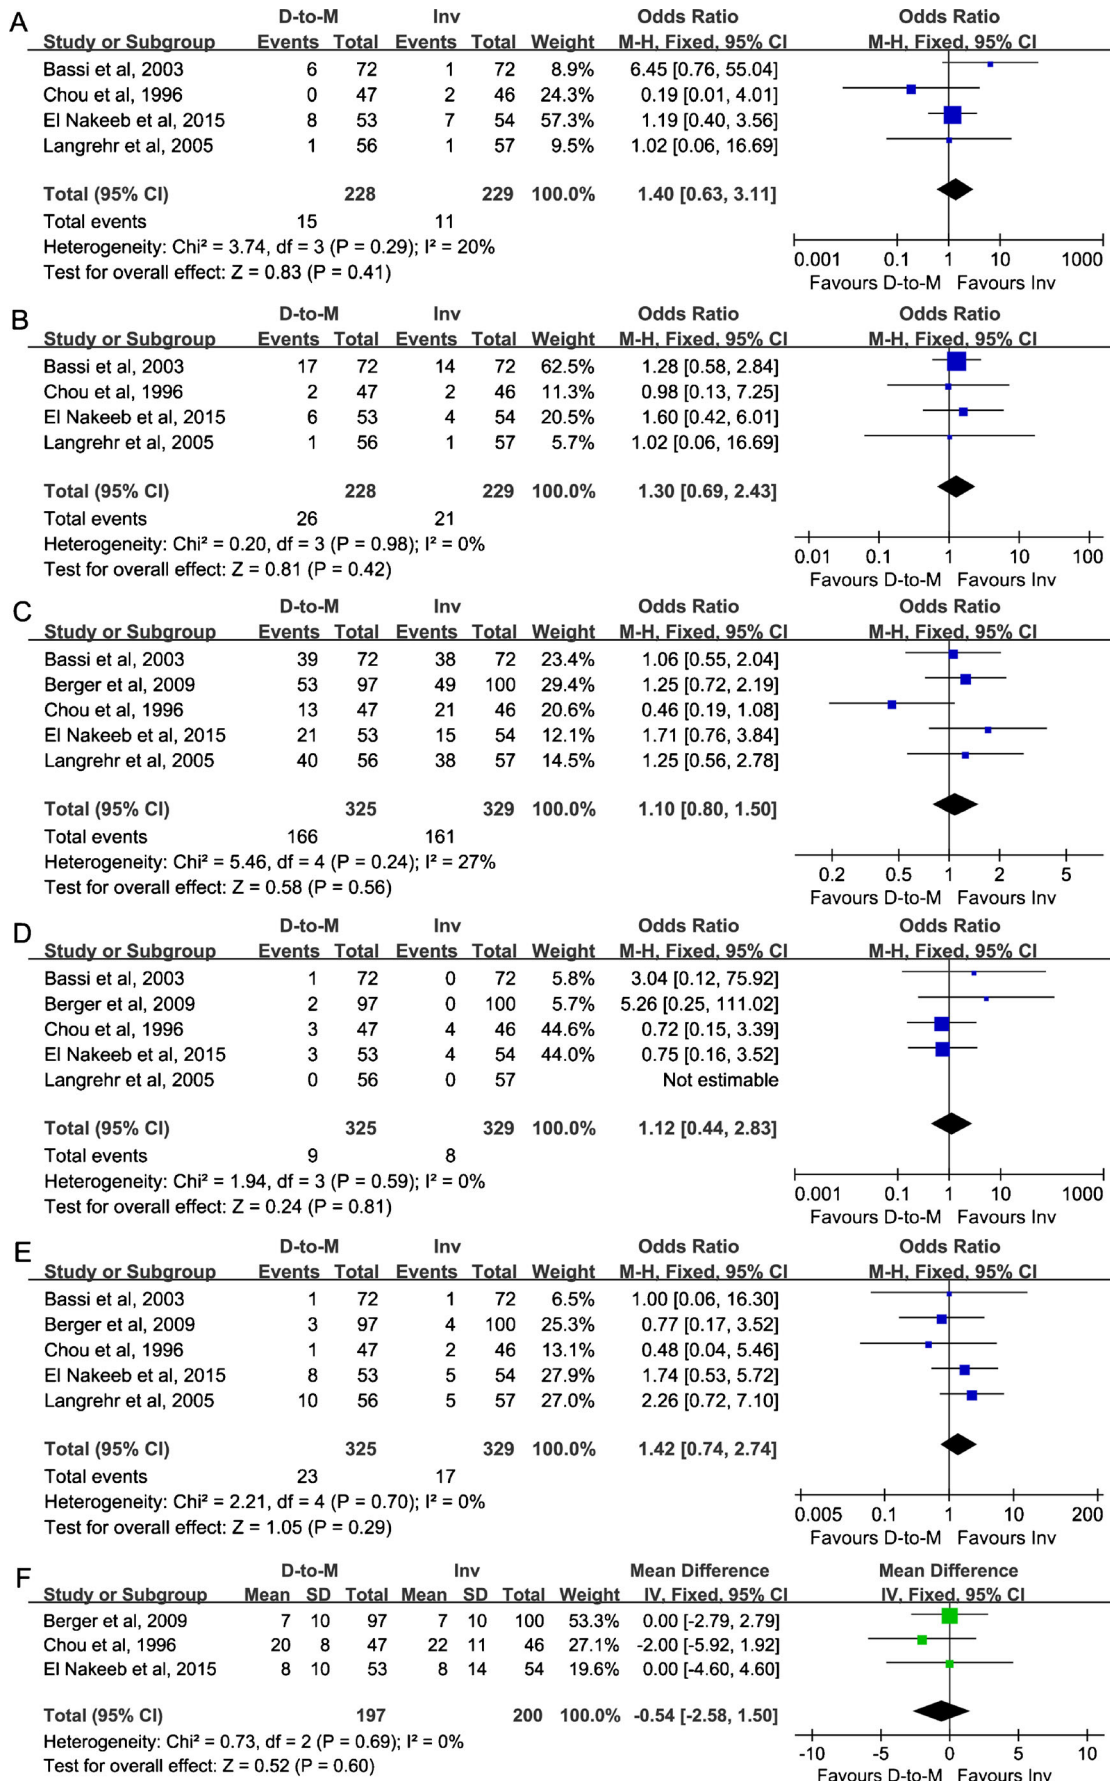 A
D-to-M Inv Odds Ratio Odds Ratio
Study or Subgroup Events Total Events Total Weight M-H, Fixed, 95% CI M-H, Fixed, 95% CI
Bassi et al, 2003 6 72 1 72 8.9% 6.45 [0.76, 55.04]
Chou et al, 1996 0 47 2 46 24.3% 0.19 [0.01, 4.01]
El Nakeeb et al, 2015 8 53 7 54 57.3% 1.19 [0.40, 3.56]
Langrehr et al, 2005 1 56 1 57 9.5% 1.02 [0.06, 16.69]
Total (95% CI) 228 229 100.0% 1.40 [0.63, 3.11]
Total events 15 11
Heterogeneity: Chi² = 3.74, df = 3 (P = 0.29); I² = 20%
Test for overall effect: Z = 0.83 (P = 0.41)
0.001 0.1 1 10 1000
Favours D-to-M Favours Inv
B
D-to-M Inv Odds Ratio Odds Ratio
Study or Subgroup Events Total Events Total Weight M-H, Fixed, 95% CI M-H, Fixed, 95% CI
Bassi et al, 2003 17 72 14 72 62.5% 1.28 [0.58, 2.84]
Chou et al, 1996 2 47 2 46 11.3% 0.98 [0.13, 7.25]
El Nakeeb et al, 2015 6 53 4 54 20.5% 1.60 [0.42, 6.01]
Langrehr et al, 2005 1 56 1 57 5.7% 1.02 [0.06, 16.69]
Total (95% CI) 228 229 100.0% 1.30 [0.69, 2.43]
Total events 26 21
Heterogeneity: Chi² = 0.20, df = 3 (P = 0.98); I² = 0%
Test for overall effect: Z = 0.81 (P = 0.42)
0.01 0.1 1 10 100
Favours D-to-M Favours Inv
C
D-to-M Inv Odds Ratio Odds Ratio
Study or Subgroup Events Total Events Total Weight M-H, Fixed, 95% CI M-H, Fixed, 95% CI
Bassi et al, 2003 39 72 38 72 23.4% 1.06 [0.55, 2.04]
Berger et al, 2009 53 97 49 100 29.4% 1.25 [0.72, 2.19]
Chou et al, 1996 13 47 21 46 20.6% 0.46 [0.19, 1.08]
El Nakeeb et al, 2015 21 53 15 54 12.1% 1.71 [0.76, 3.84]
Langrehr et al, 2005 40 56 38 57 14.5% 1.25 [0.56, 2.78]
Total (95% CI) 325 329 100.0% 1.10 [0.80, 1.50]
Total events 166 161
Heterogeneity: Chi² = 5.46, df = 4 (P = 0.24); I² = 27%
Test for overall effect: Z = 0.58 (P = 0.56)
0.2 0.5 1 2 5
Favours D-to-M Favours Inv
D
D-to-M Inv Odds Ratio Odds Ratio
Study or Subgroup Events Total Events Total Weight M-H, Fixed, 95% CI M-H, Fixed, 95% CI
Bassi et al, 2003 1 72 0 72 5.8% 3.04 [0.12, 75.92]
Berger et al, 2009 2 97 0 100 5.7% 5.26 [0.25, 111.02]
Chou et al, 1996 3 47 4 46 44.6% 0.72 [0.15, 3.39]
El Nakeeb et al, 2015 3 53 4 54 44.0% 0.75 [0.16, 3.52]
Langrehr et al, 2005 0 56 0 57 Not estimable
Total (95% CI) 325 329 100.0% 1.12 [0.44, 2.83]
Total events 9 8
Heterogeneity: Chi² = 1.94, df = 3 (P = 0.59); I² = 0%
Test for overall effect: Z = 0.24 (P = 0.81)
0.001 0.1 1 10 1000
Favours D-to-M Favours Inv
E
D-to-M Inv Odds Ratio Odds Ratio
Study or Subgroup Events Total Events Total Weight M-H, Fixed, 95% CI M-H, Fixed, 95% CI
Bassi et al, 2003 1 72 1 72 6.5% 1.00 [0.06, 16.30]
Berger et al, 2009 3 97 4 100 25.3% 0.77 [0.17, 3.52]
Chou et al, 1996 1 47 2 46 13.1% 0.48 [0.04, 5.46]
El Nakeeb et al, 2015 8 53 5 54 27.9% 1.74 [0.53, 5.72]
Langrehr et al, 2005 10 56 5 57 27.0% 2.26 [0.72, 7.10]
Total (95% CI) 325 329 100.0% 1.42 [0.74, 2.74]
Total events 23 17
Heterogeneity: Chi² = 2.21, df = 4 (P = 0.70); I² = 0%
Test for overall effect: Z = 1.05 (P = 0.29)
0.005 0.1 1 10 200
Favours D-to-M Favours Inv
F
D-to-M Inv Mean Difference Mean Difference
Study or Subgroup Mean SD Total Mean SD Total Weight IV, Fixed, 95% CI IV, Fixed, 95% CI
Berger et al, 2009 7 10 97 7 10 100 53.3% 0.00 [-2.79, 2.79]
Chou et al, 1996 20 8 47 22 11 46 27.1% -2.00 [-5.92, 1.92]
El Nakeeb et al, 2015 8 10 53 8 14 54 19.6% 0.00 [-4.60, 4.60]
Total (95% CI) 197 200 100.0% -0.54 [-2.58, 1.50]
Heterogeneity: Chi² = 0.73, df = 2 (P = 0.69); I² = 0%
Test for overall effect: Z = 0.52 (P = 0.60)
-10 -5 0 5 10
Favours D-to-M Favours Inv